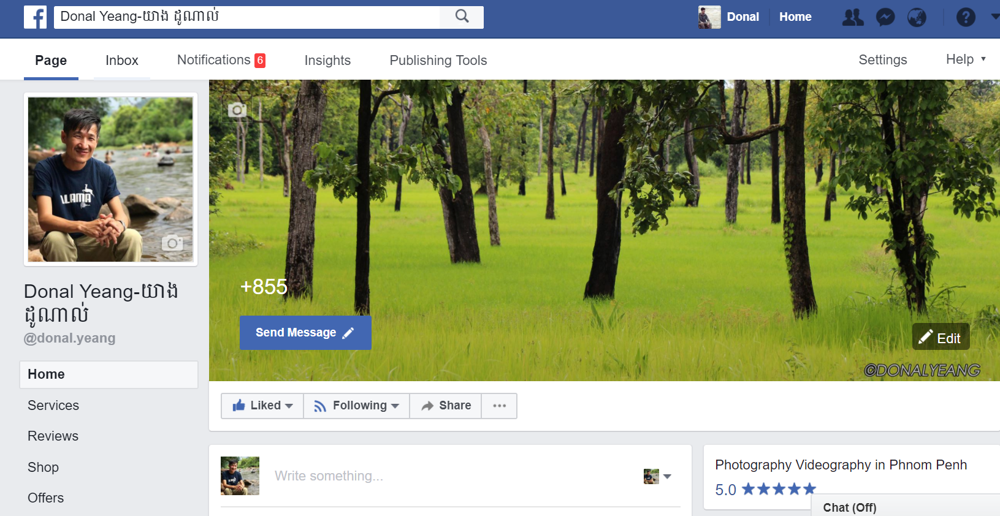 f
Donal Yeang-យាង ដូណាល់
Donal
Home
?
Page
Inbox
Notifications 6
Insights
Publishing Tools
Settings
Help
LLAMA
+855
Send Message
Edit
©DONALYEANG
Donal Yeang-យាង
ដូណាល់
@donal.yeang
Home
Services
Reviews
Shop
Offers
Liked
Following
Share
...
Write something...
Photography Videography in Phnom Penh
5.0
Chat (Off)